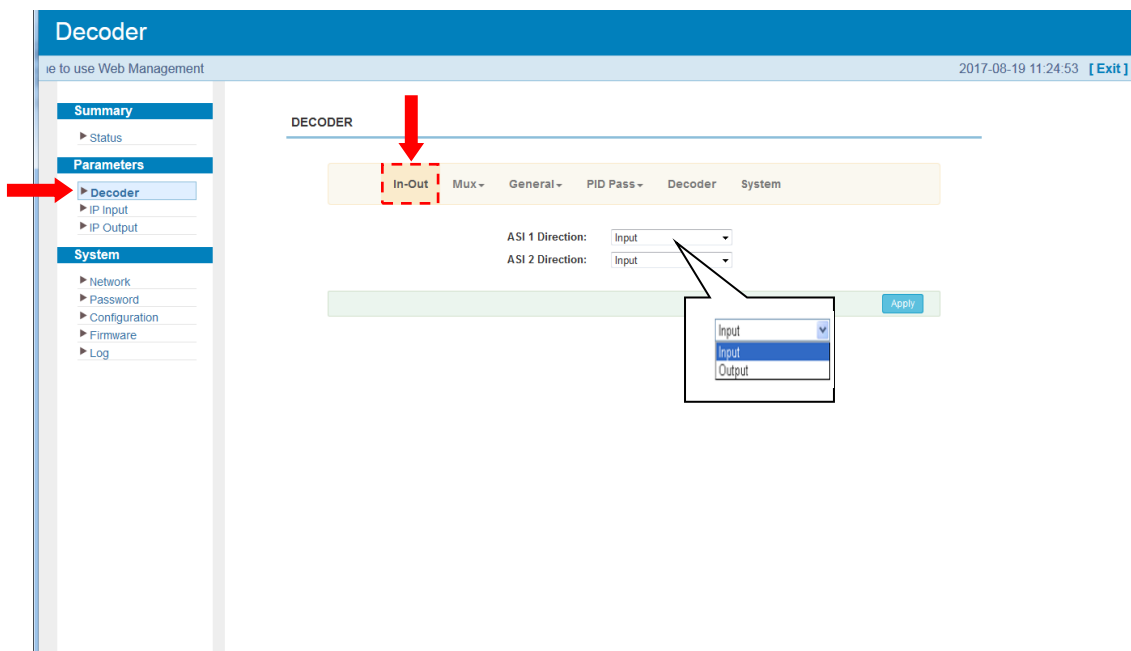 Decoder
e to use Web Management
2017-08-19 11:24:53 [ Exit ]
Summary
Status
Parameters
Decoder
IP Input
IP Output
System
Network
Password
Configuration
Firmware
Log
DECODER
In-Out Mux General PID Pass Decoder System
ASI 1 Direction: Input
ASI 2 Direction: Input
Apply
Input
Input
Output